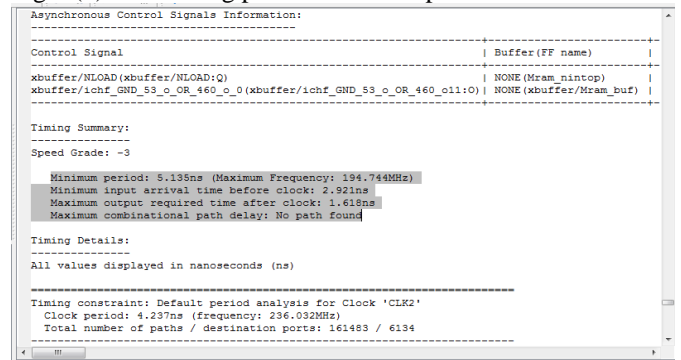 Asynchronous Control Signals Information:
----------------------------------------
Control Signal | Buffer(FF name) |
xbuffer/NLOAD(xbuffer/NLOAD:Q) | NONE(Mram_nintop) |
xbuffer/ichf_GND_53_o_OR_460_o_0(xbuffer/ichf_GND_53_o_OR_460_o11:O)| NONE(xbuffer/Mram_buf) |
Timing Summary:
---------------
Speed Grade: -3
Minimum period: 5.135ns (Maximum Frequency: 194.744MHz)
Minimum input arrival time before clock: 2.921ns
Maximum output required time after clock: 1.618ns
Maximum combinational path delay: No path found
Timing Details:
---------------
All values displayed in nanoseconds (ns)
Timing constraint: Default period analysis for Clock 'CLK2'
Clock period: 4.237ns (frequency: 236.032MHz)
Total number of paths / destination ports: 161483 / 6134